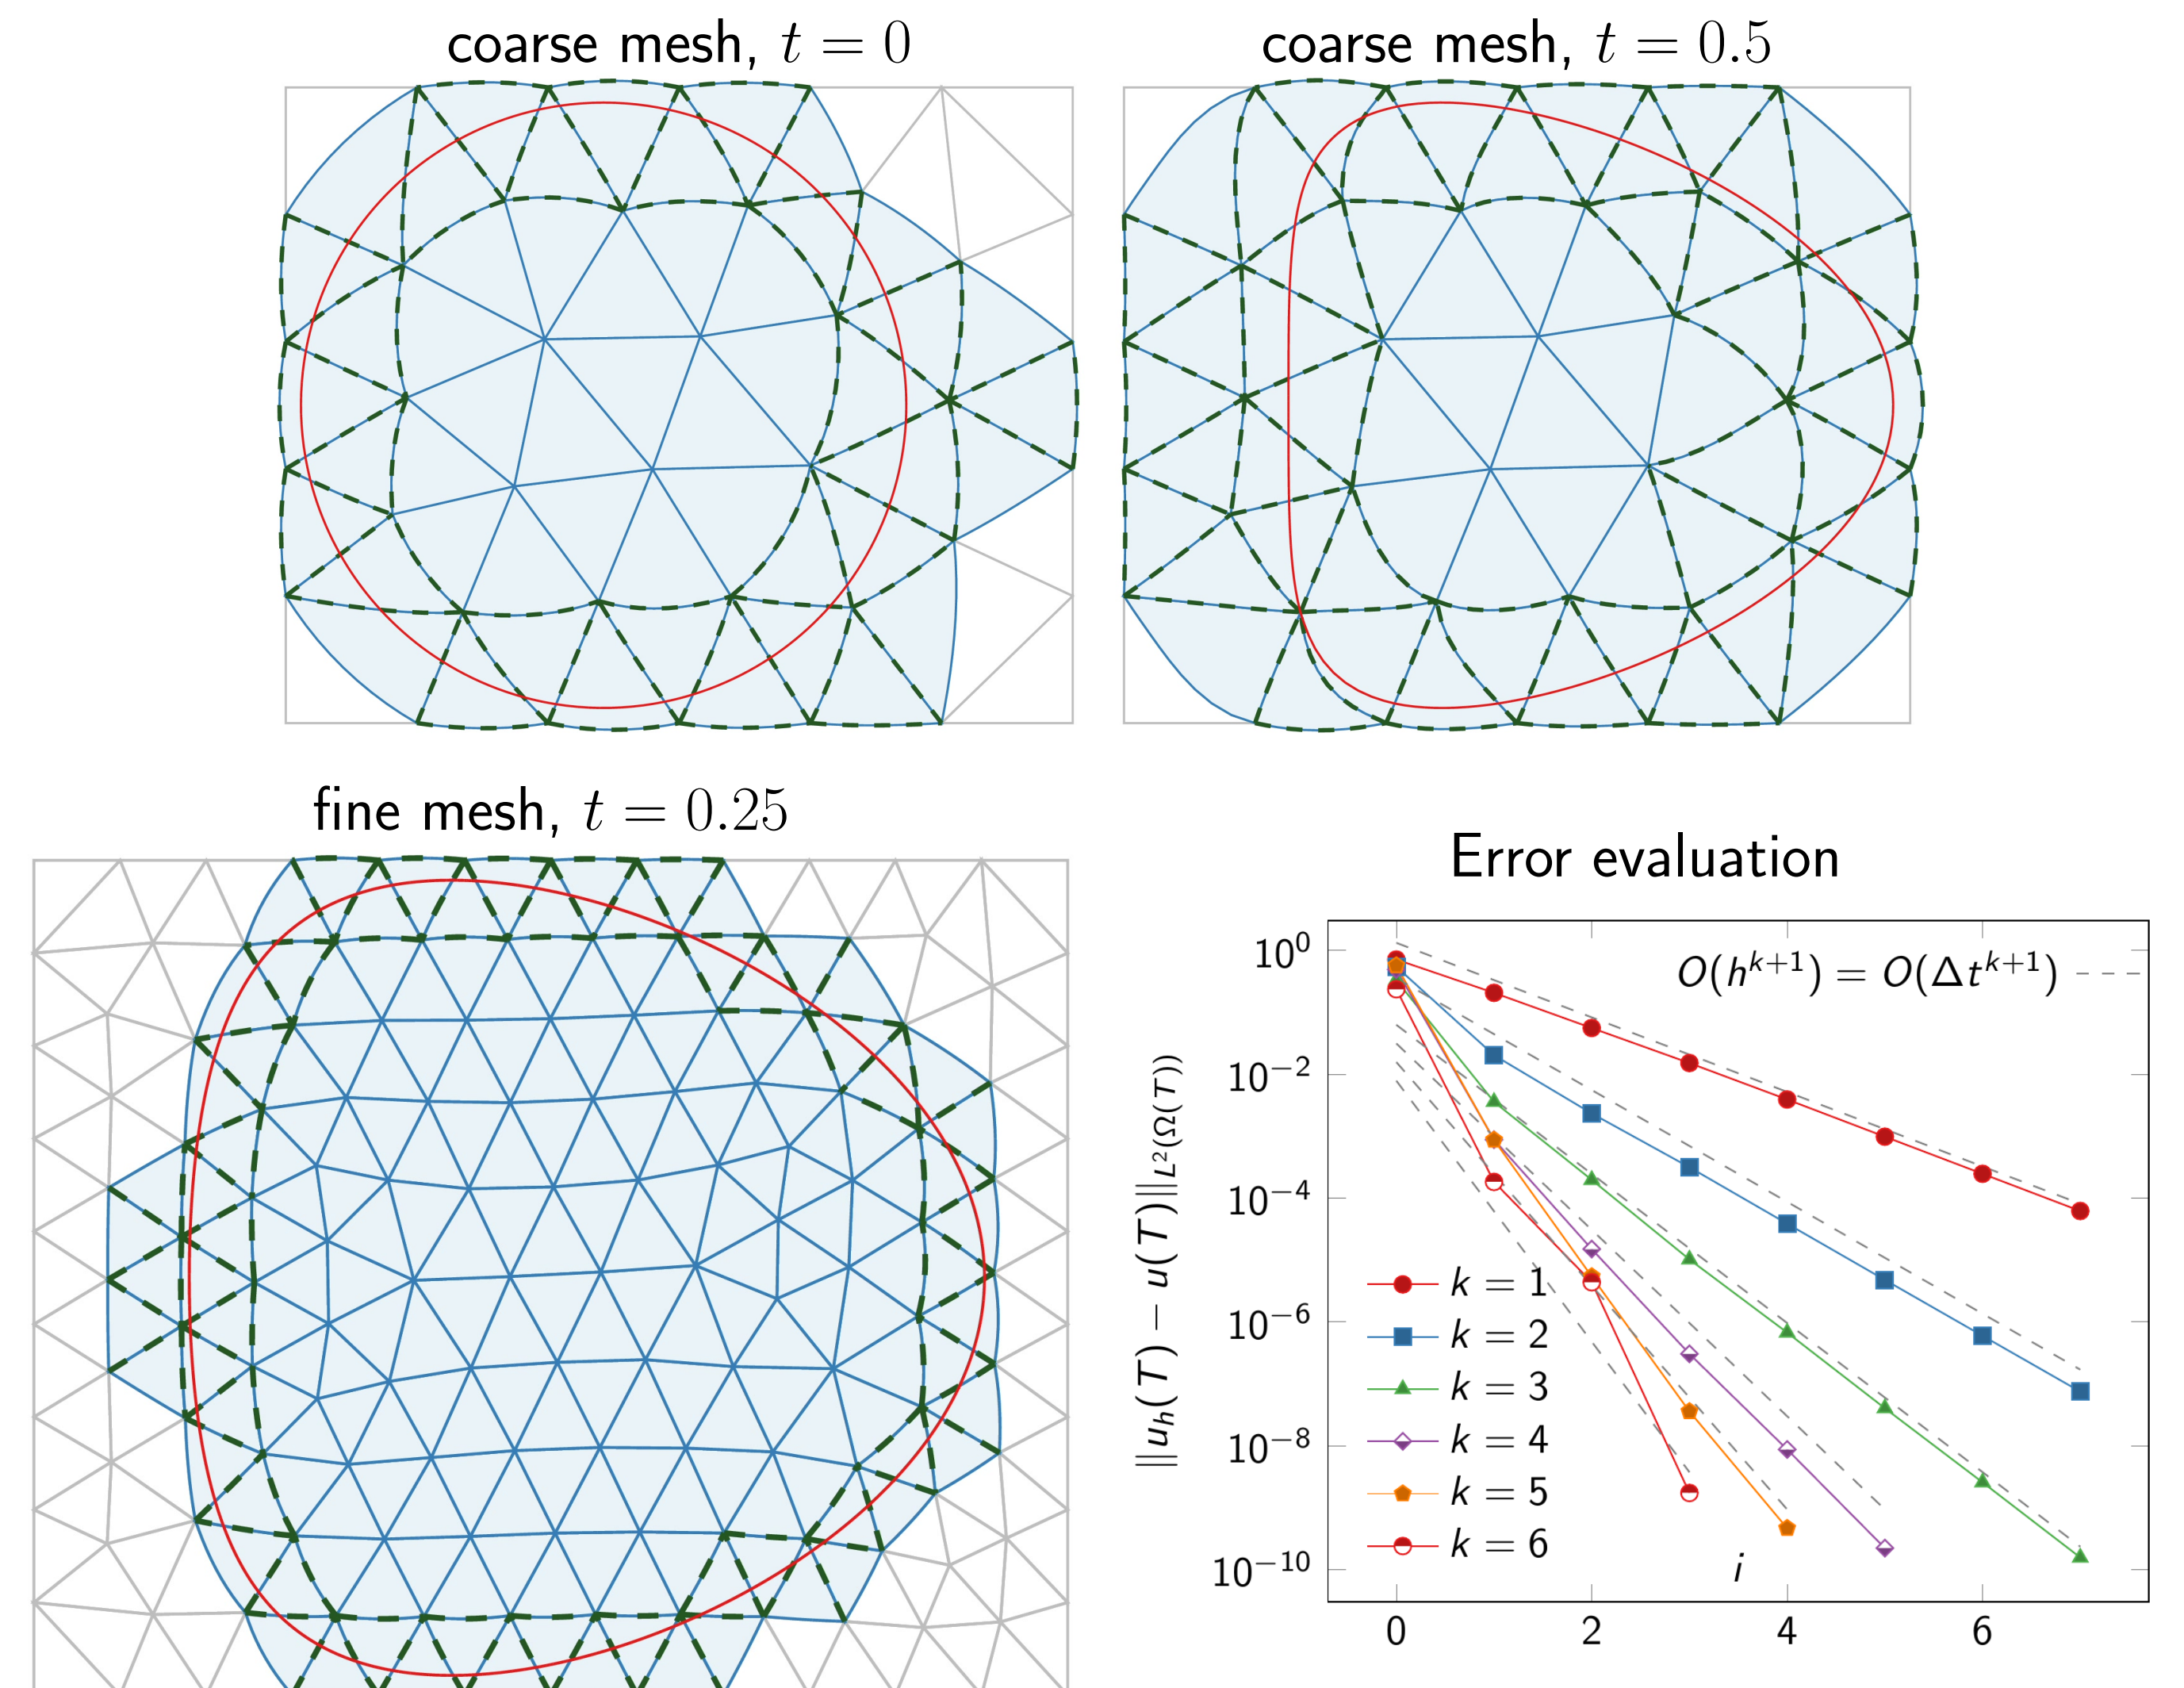 coarse mesh, t = 0
coarse mesh, t = 0.5
fine mesh, t = 0.25
Error evaluation
O(h^{k+1}) = O(Δt^{k+1})
‖u_h(T) − u(T)‖_{L^2(Ω(T))}
10^0
10^{−2}
10^{−4}
10^{−6}
10^{−8}
10^{−10}
k = 1
k = 2
k = 3
k = 4
k = 5
k = 6
i
0 2 4 6